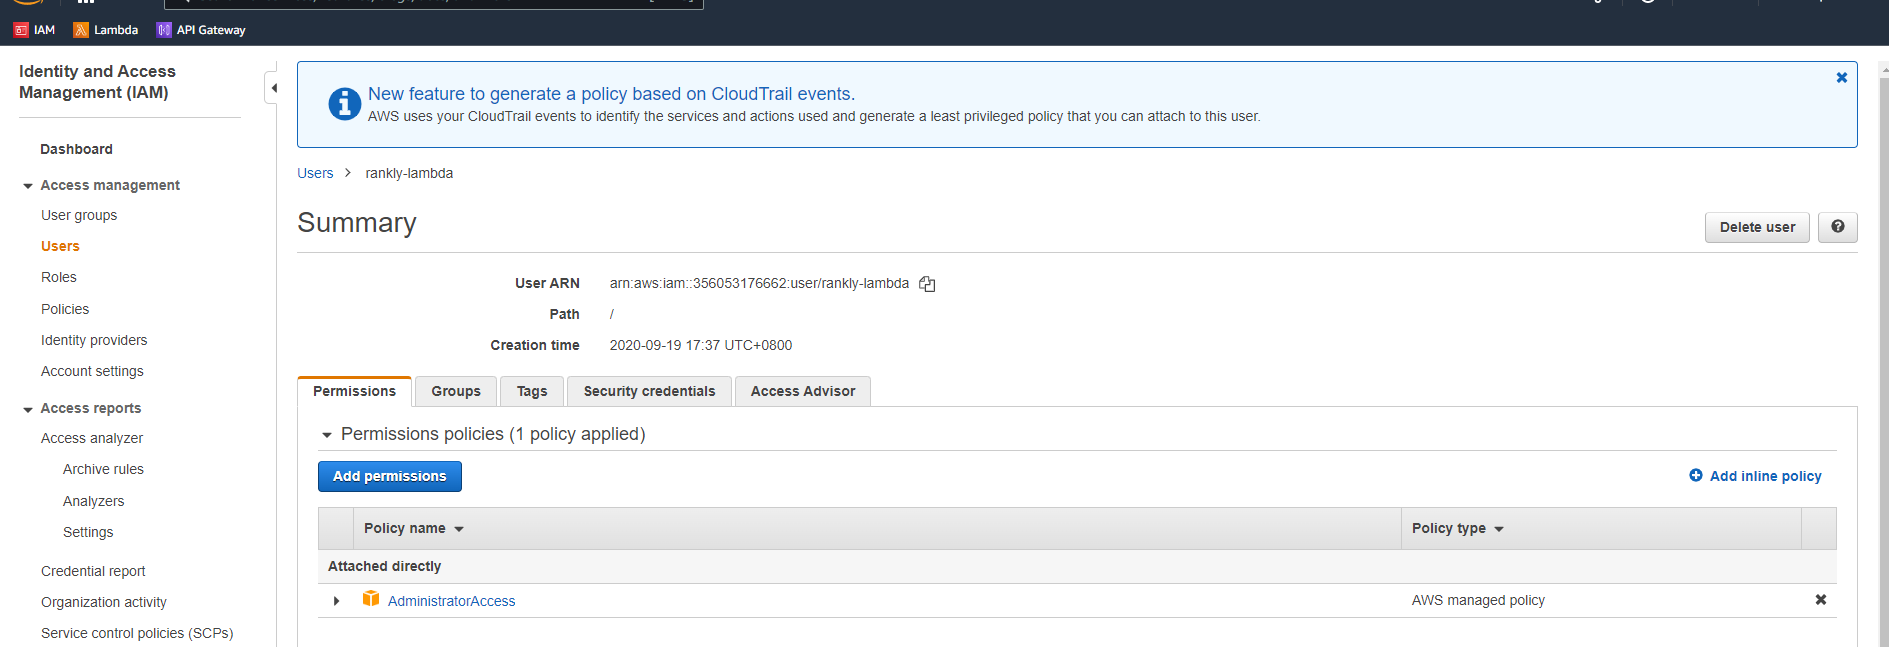 IAM Lambda API Gateway
Identity and Access
Management (IAM)
Dashboard
Access management
User groups
Users
Roles
Policies
Identity providers
Account settings
Access reports
Access analyzer
Archive rules
Analyzers
Settings
Credential report
Organization activity
Service control policies (SCPs)
New feature to generate a policy based on CloudTrail events.
AWS uses your CloudTrail events to identify the services and actions used and generate a least privileged policy that you can attach to this user.
Users > rankly-lambda
Summary
Delete user
User ARN arn:aws:iam::356053176662:user/rankly-lambda
Path /
Creation time 2020-09-19 17:37 UTC+0800
Permissions Groups Tags Security credentials Access Advisor
Permissions policies (1 policy applied)
Add permissions Add inline policy
Policy name Policy type
Attached directly
AdministratorAccess AWS managed policy